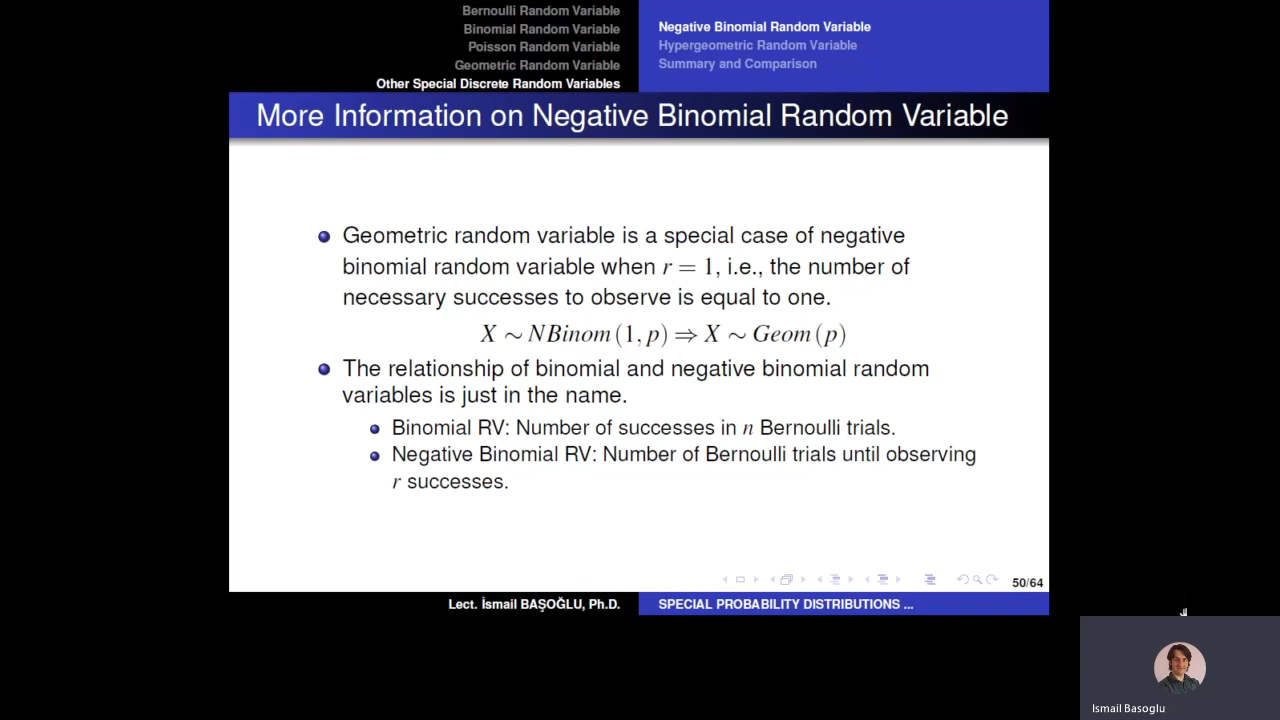 Bernoulli Random Variable
Binomial Random Variable
Poisson Random Variable
Geometric Random Variable
Other Special Discrete Random Variables
Negative Binomial Random Variable
Hypergeometric Random Variable
Summary and Comparison
More Information on Negative Binomial Random Variable
Geometric random variable is a special case of negative
binomial random variable when r = 1, i.e., the number of
necessary successes to observe is equal to one.
X ∼ NBinom (1, p) ⇒ X ∼ Geom (p)
The relationship of binomial and negative binomial random
variables is just in the name.
Binomial RV: Number of successes in n Bernoulli trials.
Negative Binomial RV: Number of Bernoulli trials until observing
r successes.
50/64
Lect. İsmail BAŞOĞLU, Ph.D.
SPECIAL PROBABILITY DISTRIBUTIONS ...
Ismail Basoglu